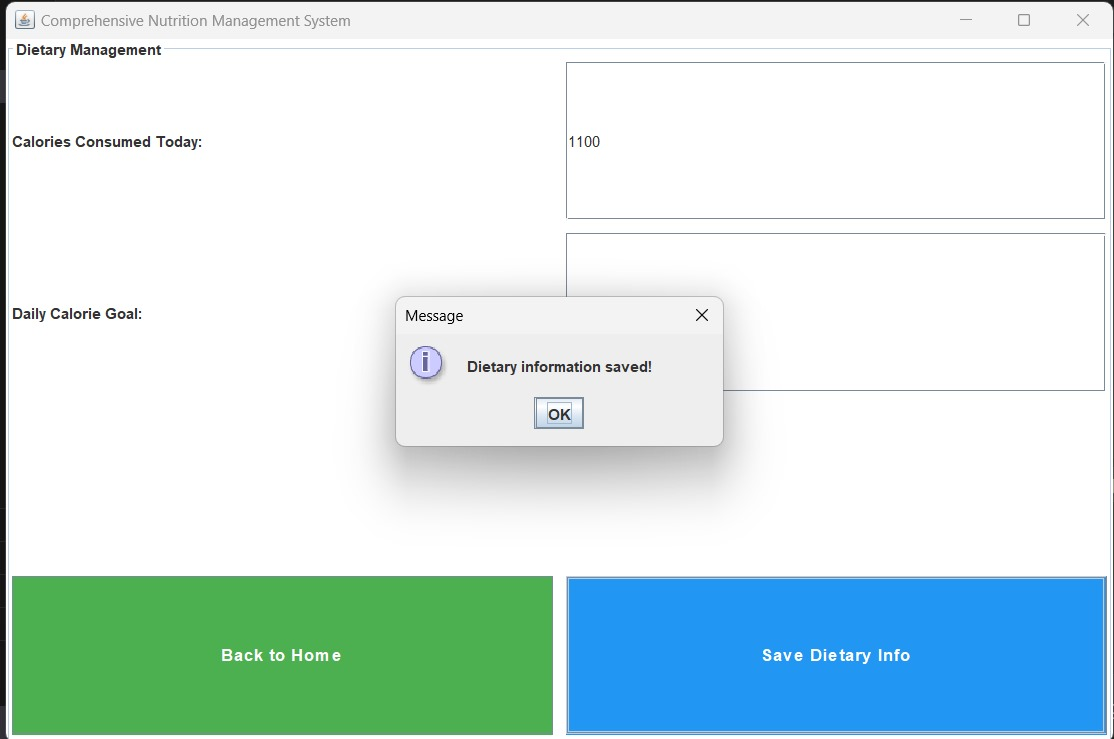 Comprehensive Nutrition Management System
Dietary Management
Calories Consumed Today:
1100
Daily Calorie Goal:
Message
i
Dietary information saved!
OK
Back to Home
Save Dietary Info